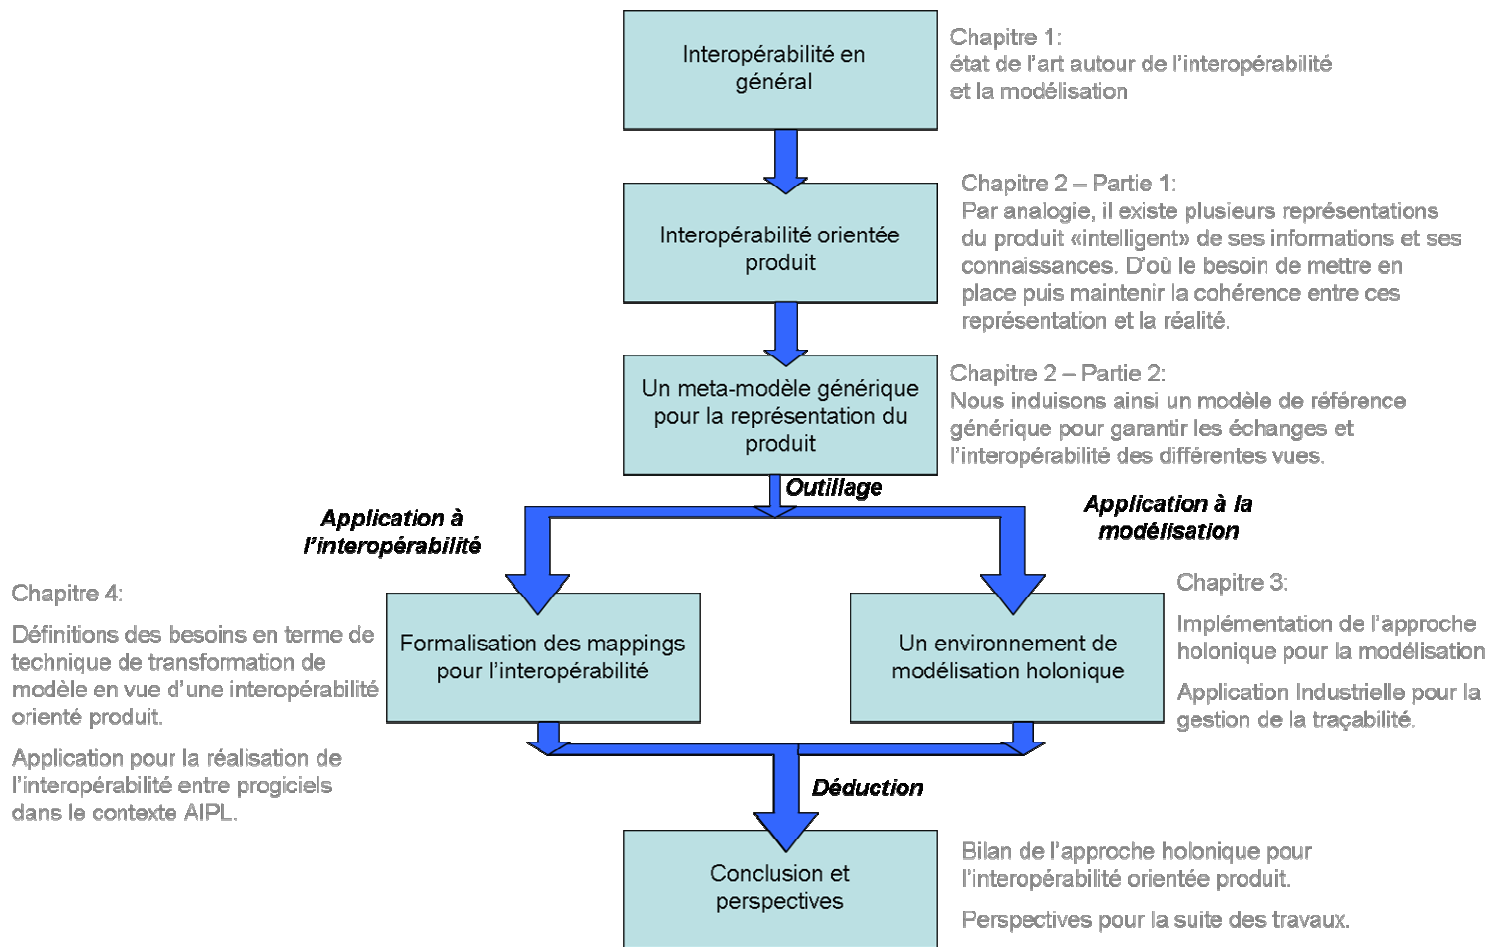 Interopérabilité en
général
Chapitre 1:
état de l'art autour de l'interopérabilité
et la modélisation
Interopérabilité orientée
produit
Chapitre 2 – Partie 1:
Par analogie, il existe plusieurs représentations
du produit «intelligent» de ses informations et ses
connaissances. D'où le besoin de mettre en
place puis maintenir la cohérence entre ces
représentation et la réalité.
Un meta-modèle générique
pour la représentation du
produit
Chapitre 2 – Partie 2:
Nous induisons ainsi un modèle de référence
générique pour garantir les échanges et
l'interopérabilité des différentes vues.
Outillage
Application à
l'interopérabilité
Application à la
modélisation
Chapitre 4:
Définitions des besoins en terme de
technique de transformation de
modèle en vue d'une interopérabilité
orienté produit.
Application pour la réalisation de
l'interopérabilité entre progiciels
dans le contexte AIPL.
Formalisation des mappings
pour l'interopérabilité
Un environement de
modélisation holonique
Chapitre 3:
Implémentation de l'approche
holonique pour la modélisation
Application Industrielle pour la
gestion de la traçabilité.
Déduction
Conclusion et
perspectives
Bilan de l'approche holonique pour
l'interopérabilité orientée produit.
Perspectives pour la suite des travaux.